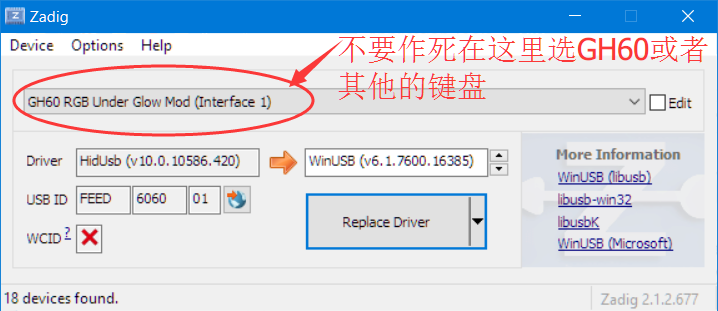 Zadig
Device Options Help
不要作死在这里选GH60或者
其他的键盘
GH60 RGB Under Glow Mod (Interface 1)
Edit
Driver HidUsb (v10.0.10586.420) WinUSB (v6.1.7600.16385)
USB ID FEED 6060 01
WCID ?
Replace Driver
More Information
WinUSB (libusb)
libusb-win32
libusbK
WinUSB (Microsoft)
18 devices found.
Zadig 2.1.2.677